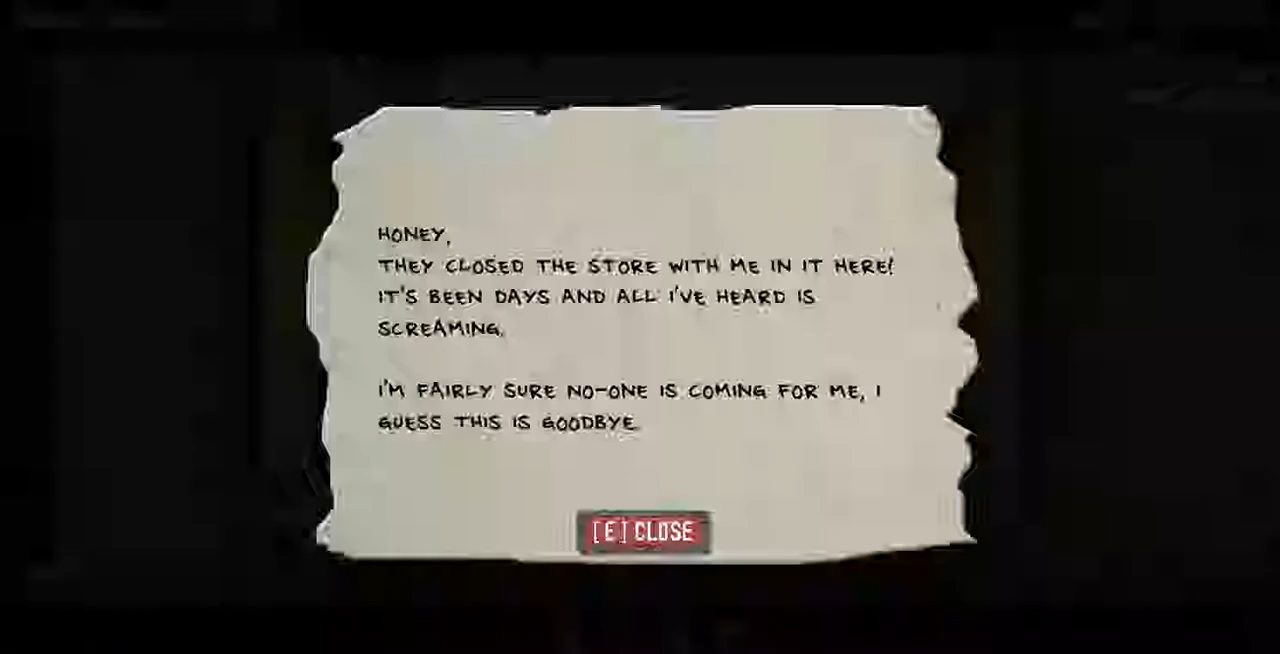 HONEY,
THEY CLOSED THE STORE WITH ME IN IT HERE!
IT'S BEEN DAYS AND ALL I'VE HEARD IS
SCREAMING.
I'M FAIRLY SURE NO-ONE IS COMING FOR ME, I
GUESS THIS IS GOODBYE.
[E] CLOSE